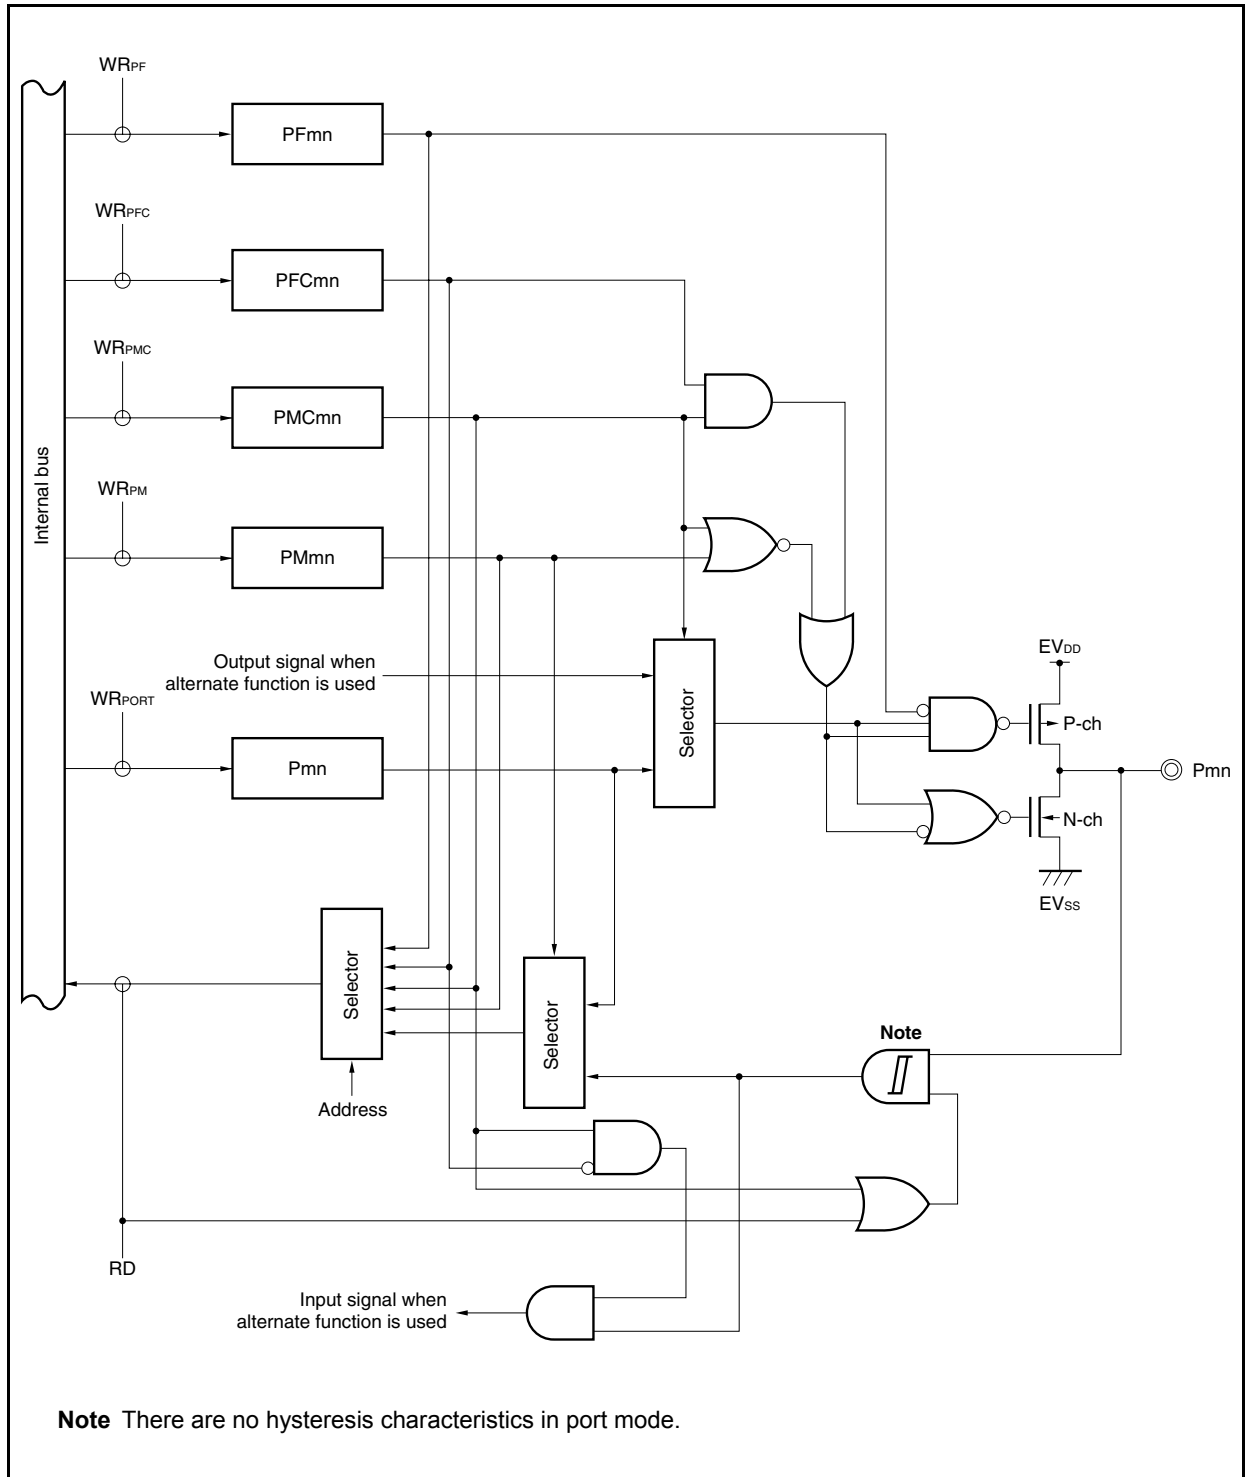 WRPF
PFmn
WRPFC
PFCmn
WRPMC
PMCmn
Internal bus
WRPM
PMmn
Output signal when
alternate function is used
WRPORT
Pmn
Selector
EVDD
P-ch
Pmn
N-ch
EVSS
Selector
Address
Selector
Note
RD
Input signal when
alternate function is used
Note There are no hysteresis characteristics in port mode.